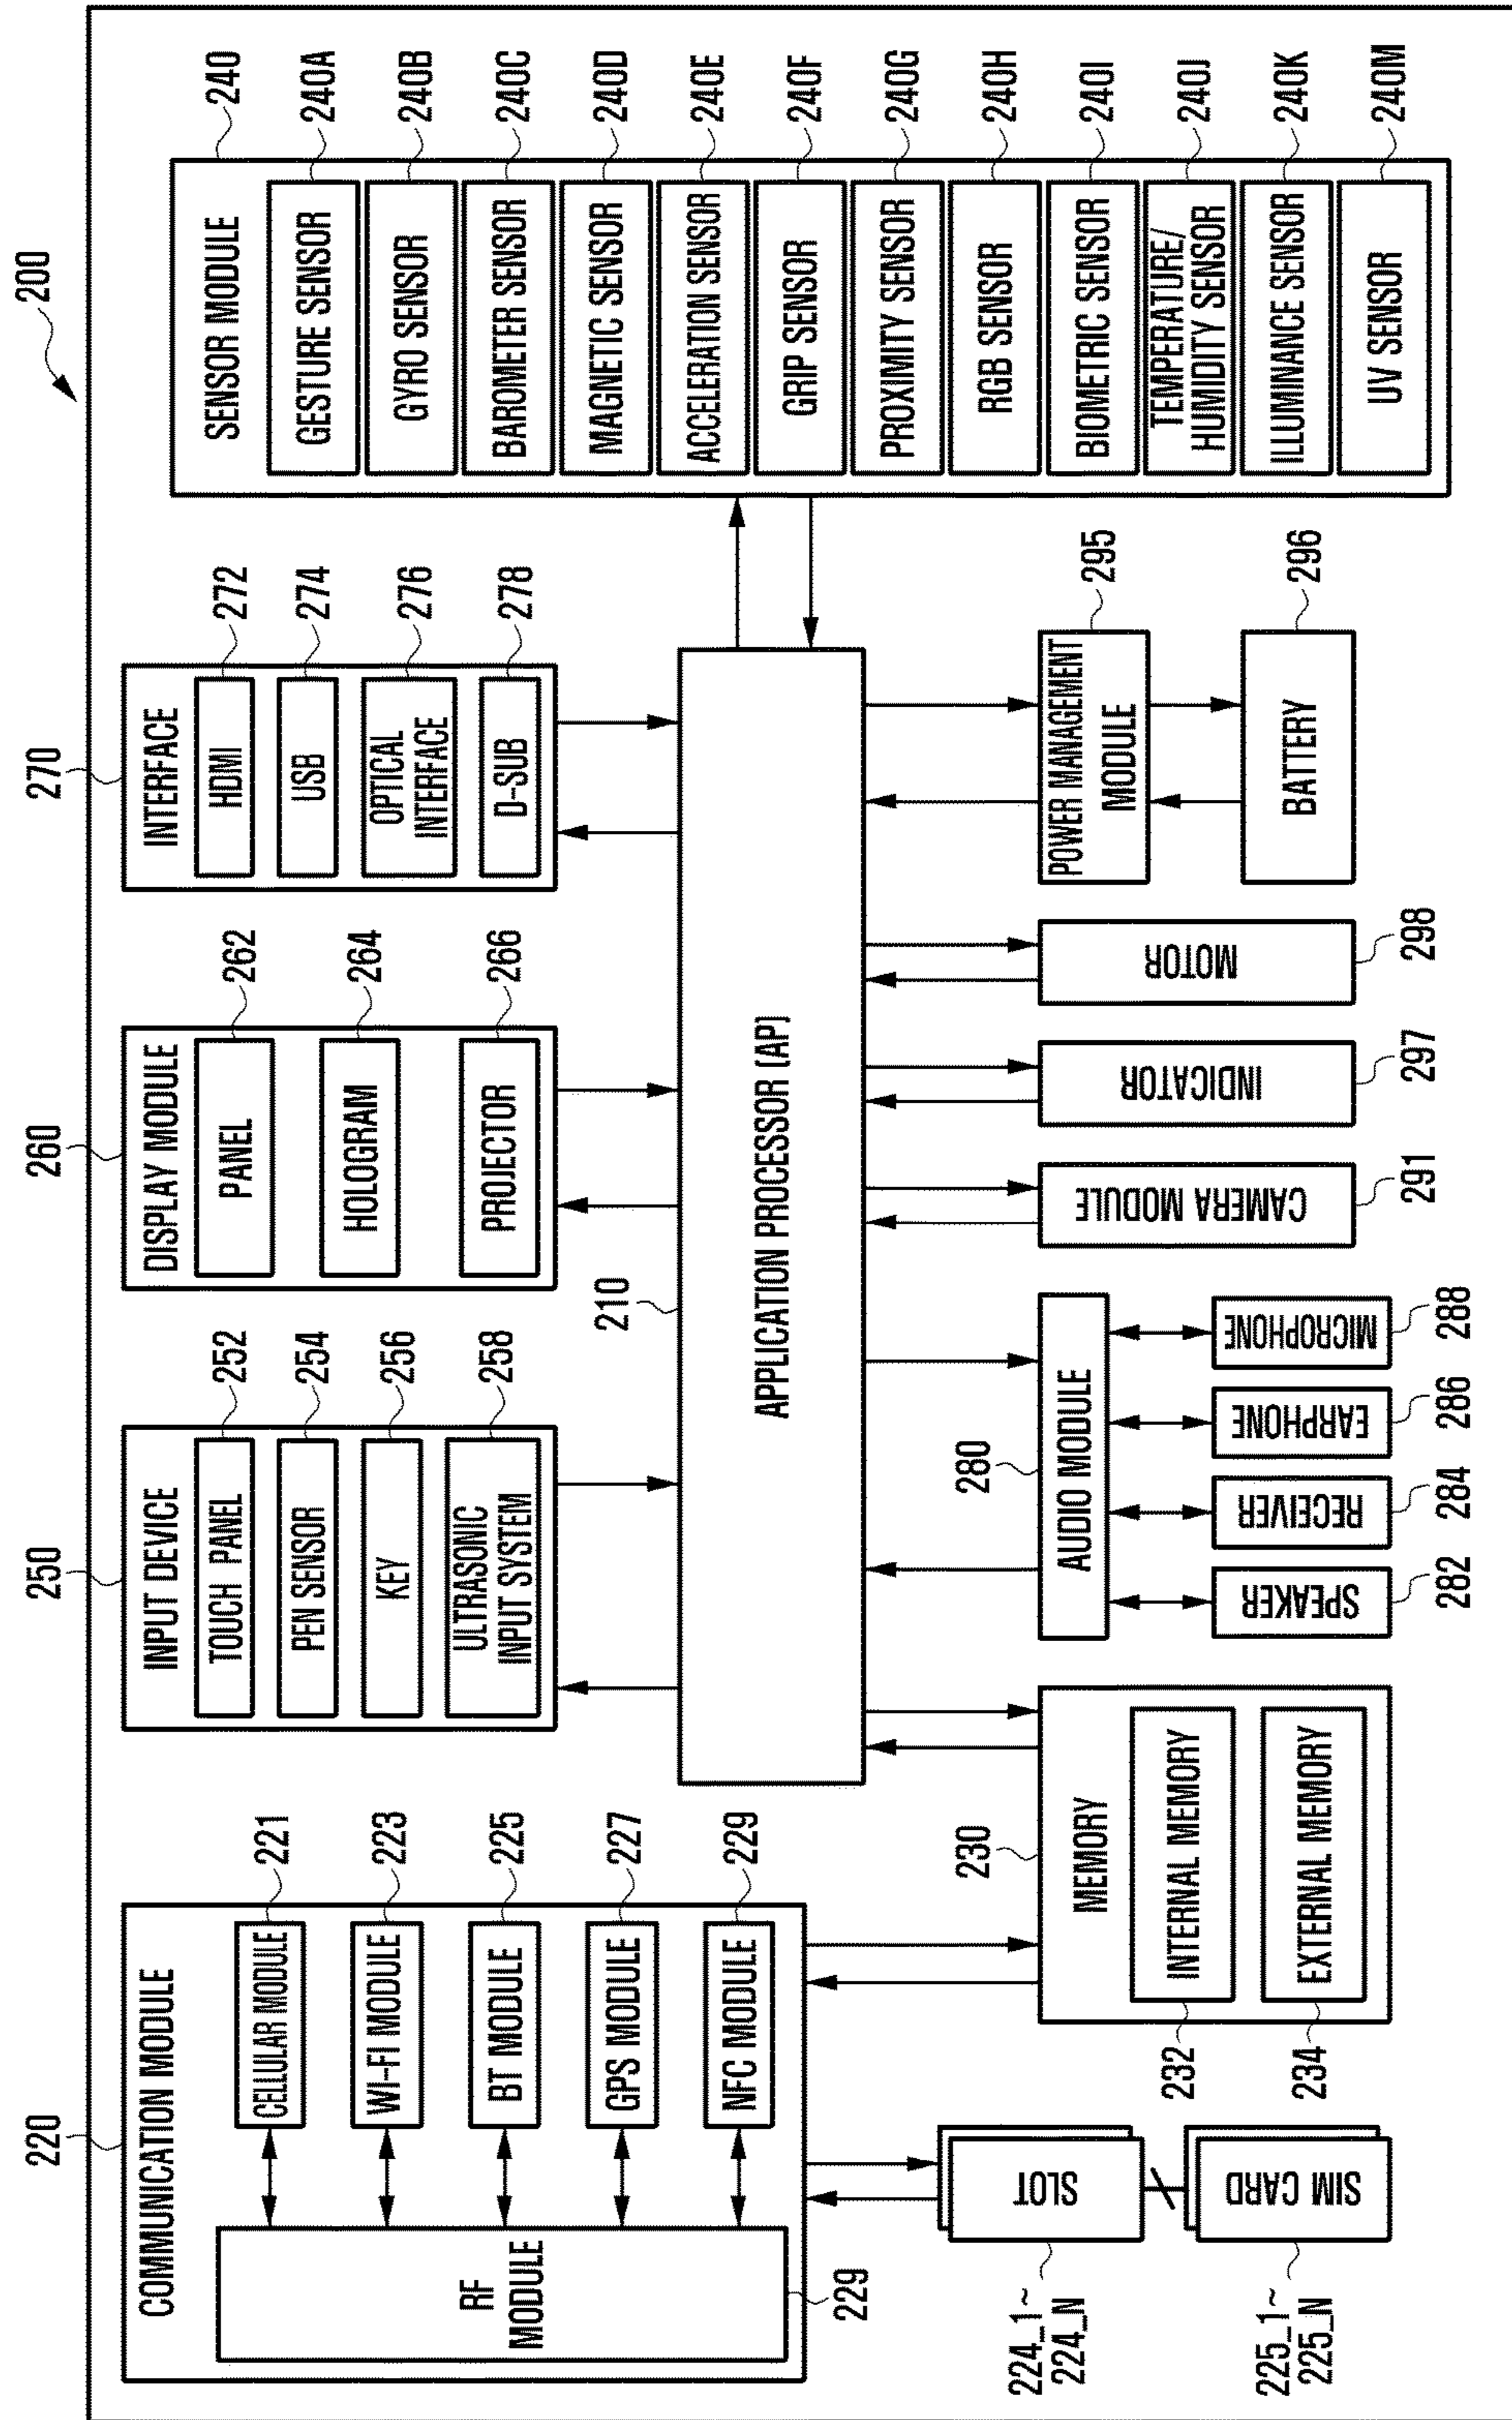 200
220
COMMUNICATION MODULE
RF
MODULE
229
CELLULAR MODULE
221
WI-FI MODULE
223
BT MODULE
225
GPS MODULE
227
NFC MODULE
229
250
INPUT DEVICE
TOUCH PANEL
252
PEN SENSOR
254
KEY
256
ULTRASONIC
INPUT SYSTEM
258
260
DISPLAY MODULE
PANEL
262
HOLOGRAM
264
PROJECTOR
266
270
INTERFACE
HDMI
272
USB
274
OPTICAL
INTERFACE
276
D-SUB
278
SENSOR MODULE
240
GESTURE SENSOR
240A
GYRO SENSOR
240B
BAROMETER SENSOR
240C
MAGNETIC SENSOR
240D
ACCELERATION SENSOR
240E
GRIP SENSOR
240F
PROXIMITY SENSOR
240G
RGB SENSOR
240H
BIOMETRIC SENSOR
240I
TEMPERATURE/
HUMIDITY SENSOR
240J
ILLUMINANCE SENSOR
240K
UV SENSOR
240M
210
APPLICATION PROCESSOR (AP)
224_1~
224_N
SLOT
225_1~
225_N
SIM CARD
230
MEMORY
232
INTERNAL MEMORY
234
EXTERNAL MEMORY
280
AUDIO MODULE
SPEAKER
282
RECEIVER
284
EARPHONE
286
MICROPHONE
288
CAMERA MODULE
291
INDICATOR
297
MOTOR
298
POWER MANAGEMENT
MODULE
295
BATTERY
296